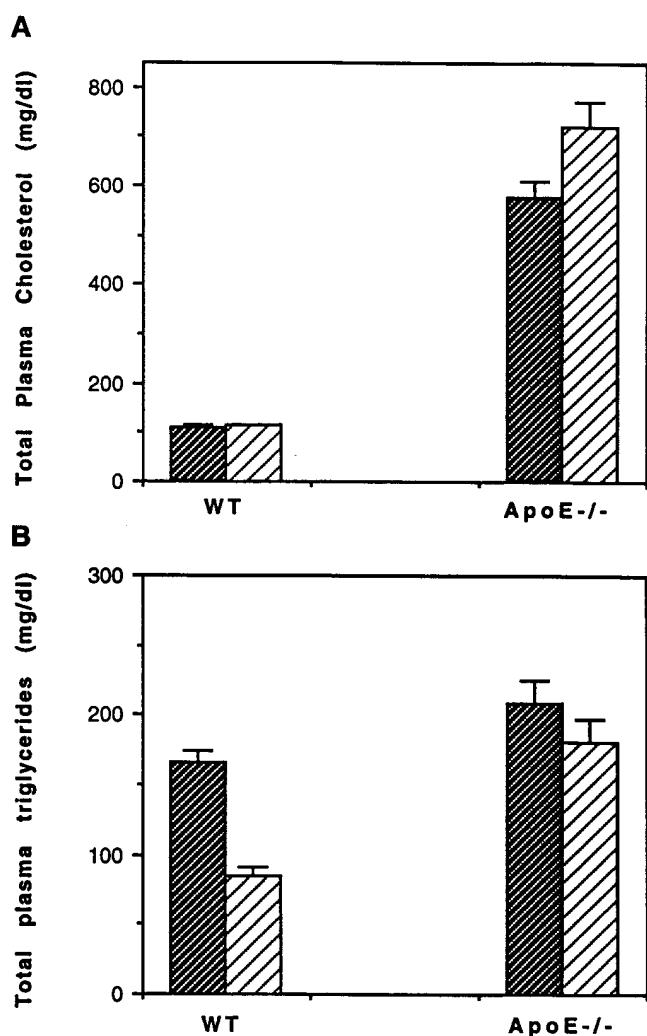 A
Total Plasma Cholesterol (mg/dl)
800
600
400
200
0
WT ApoE-/-
B
Total plasma triglycerides (mg/dl)
300
200
100
0
WT ApoE-/-